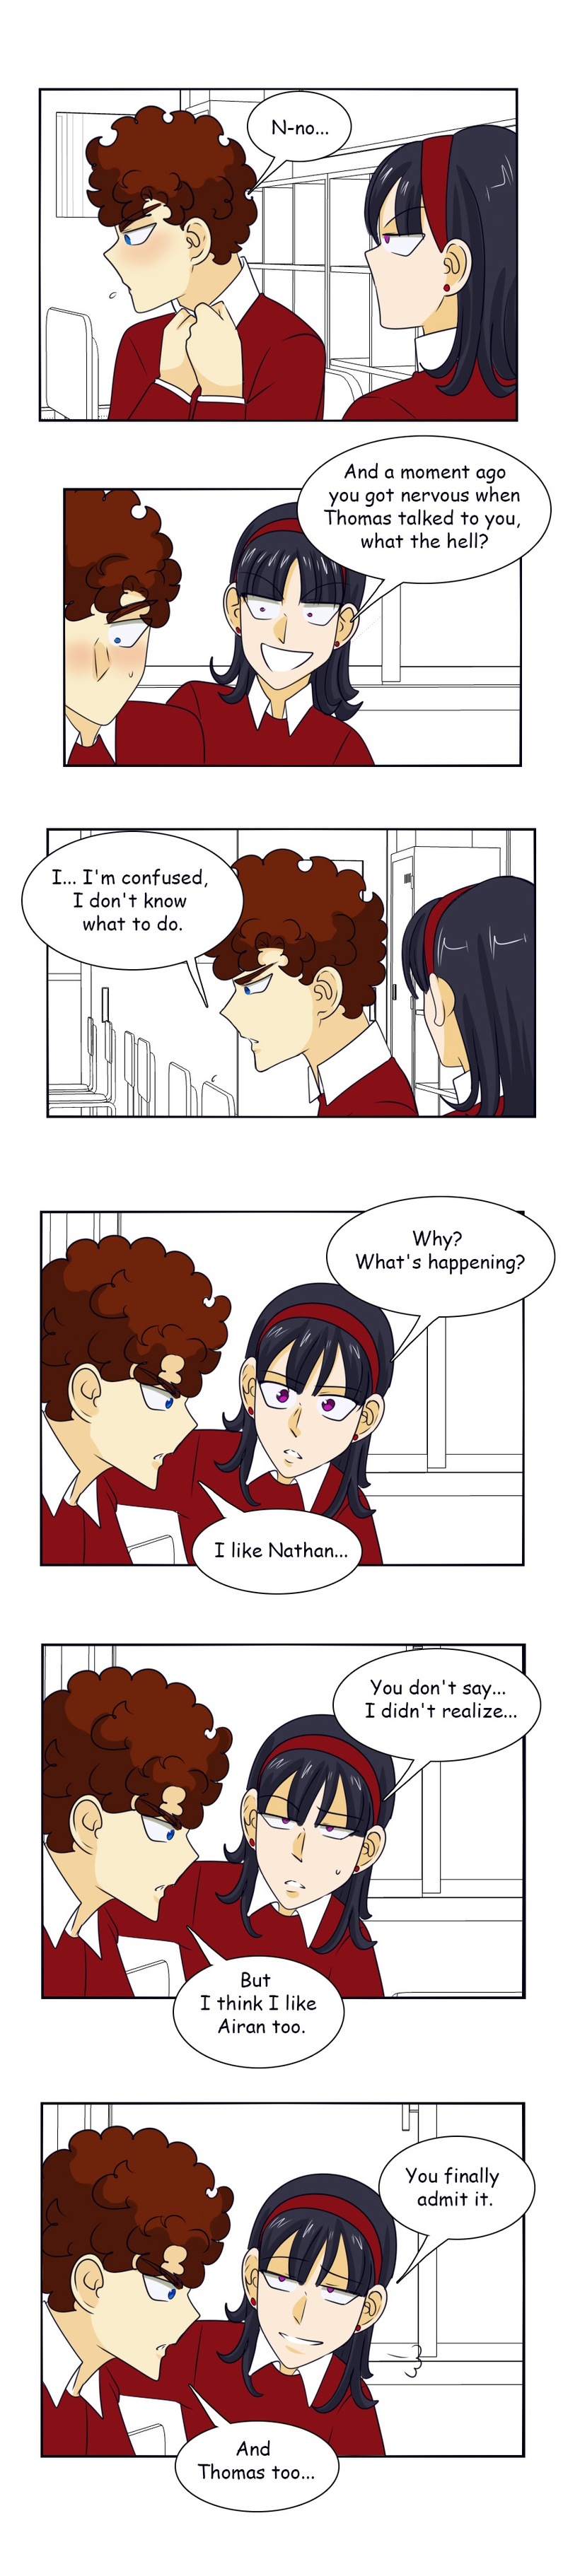 N-no...
And a moment ago
you got nervous when
Thomas talked to you,
what the hell?
I... I'm confused,
I don't know
what to do.
Why?
What's happening?
I like Nathan...
You don't say...
I didn't realize...
But
I think I like
Airan too.
You finally
admit it.
And
Thomas too...